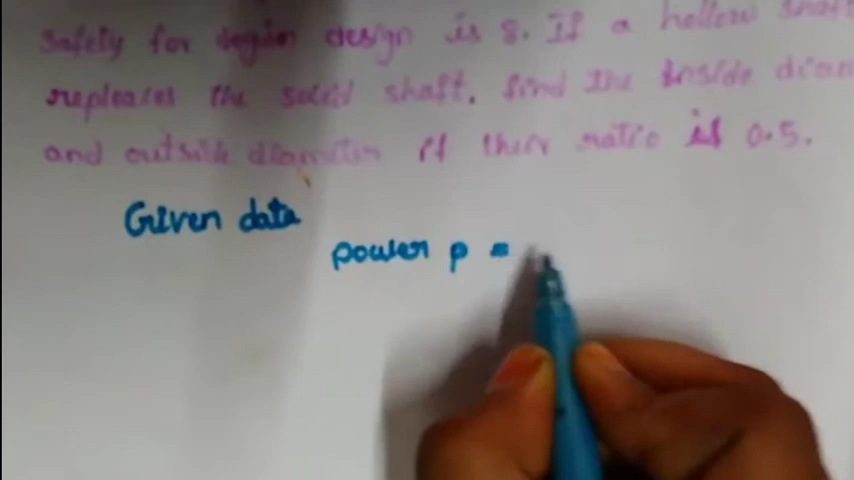 Safety for design is 8. If a hollow shaft
repleaces the solid shaft. find the inside diam
and outside diameter if their ratio is 0.5.
Given data
power p =